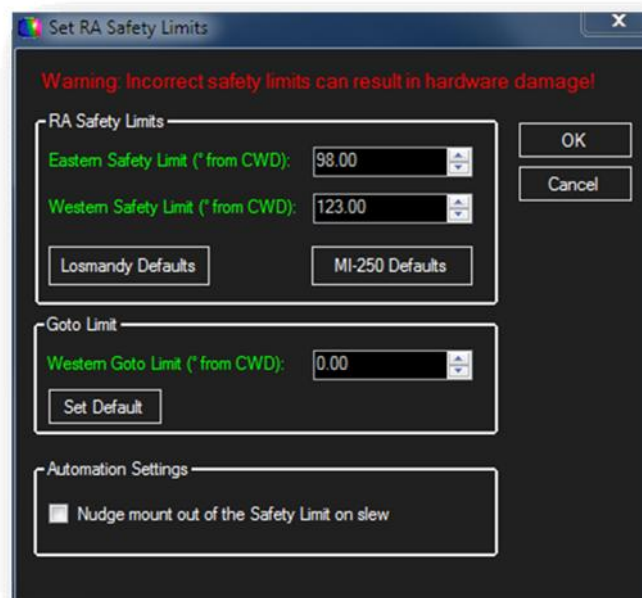 Set RA Safety Limits
X
Warning: Incorrect safety limits can result in hardware damage!
RA Safety Limits
Eastern Safety Limit (° from CWD): 98.00
OK
Western Safety Limit (° from CWD): 123.00
Cancel
Losmandy Defaults
MI-250 Defaults
Goto Limit
Western Goto Limit (° from CWD): 0.00
Set Default
Automation Settings
Nudge mount out of the Safety Limit on slew